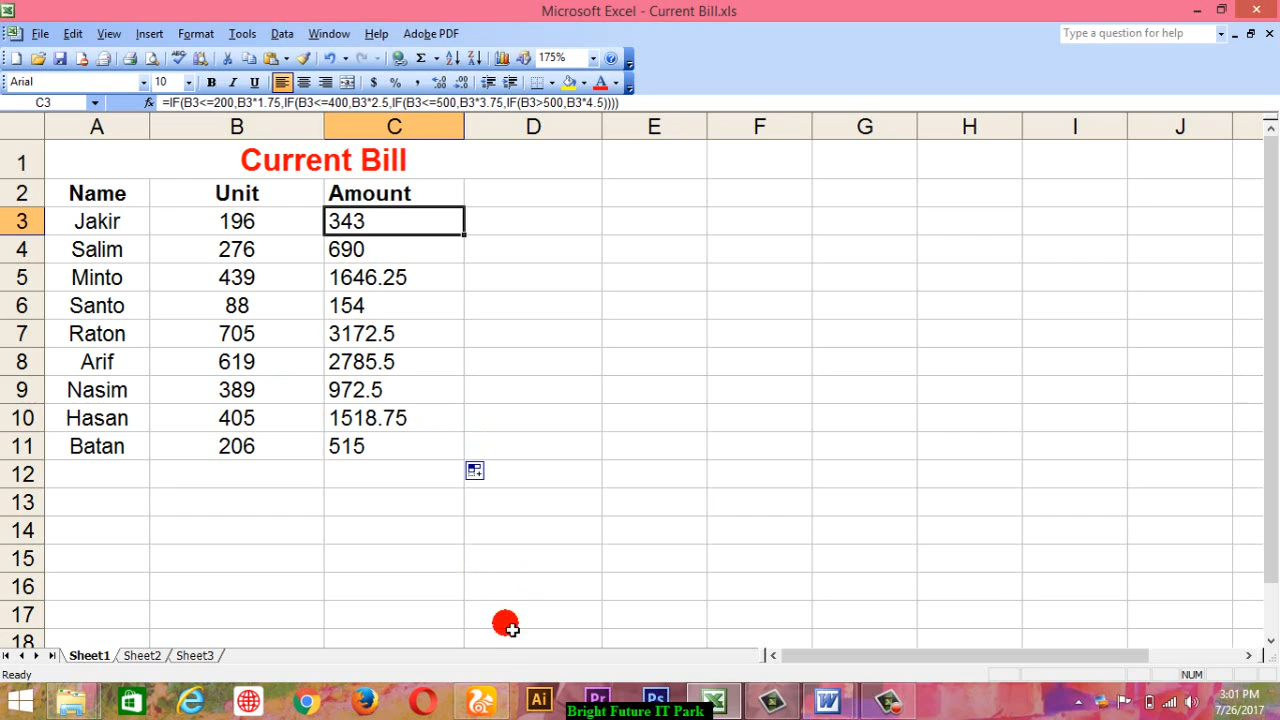 Microsoft Excel - Current Bill.xls
File Edit View Insert Format Tools Data Window Help Adobe PDF
Type a question for help
175%
Arial 10
C3 fx =IF(B3<=200,B3*1.75,IF(B3<=400,B3*2.5,IF(B3<=500,B3*3.75,IF(B3>500,B3*4.5))))
A B C D E F G H I J
1 Current Bill
2 Name Unit Amount
3 Jakir 196 343
4 Salim 276 690
5 Minto 439 1646.25
6 Santo 88 154
7 Raton 705 3172.5
8 Arif 619 2785.5
9 Nasim 389 972.5
10 Hasan 405 1518.75
11 Batan 206 515
12
13
14
15
16
17
18
Sheet1 Sheet2 Sheet3
Ready
NUM
Ai Pr Ps W
3:01 PM
Bright Future IT Park
7/26/2017